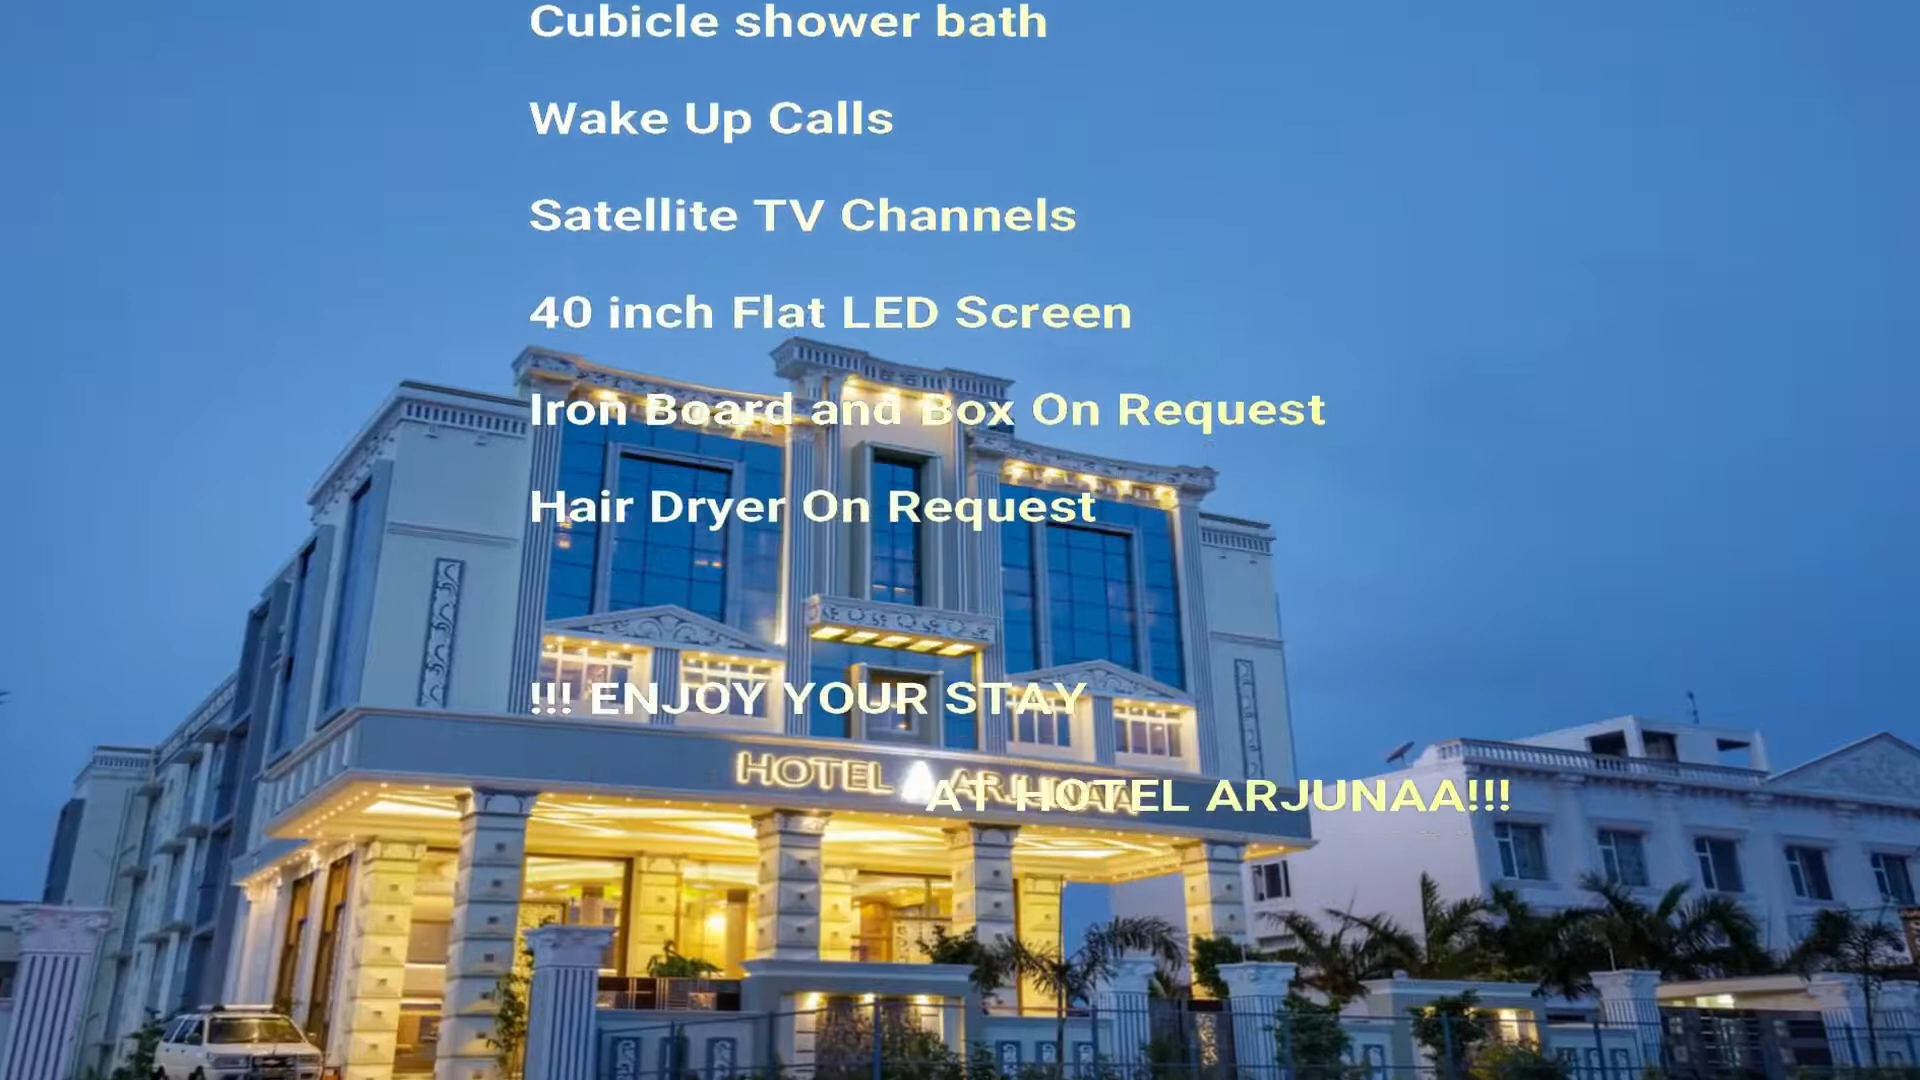 Cubicle shower bath
Wake Up Calls
Satellite TV Channels
40 inch Flat LED Screen
Iron Board and Box On Request
Hair Dryer On Request
!!! ENJOY YOUR STAY
HOTEL ARJUNAA
AT HOTEL ARJUNAA!!!